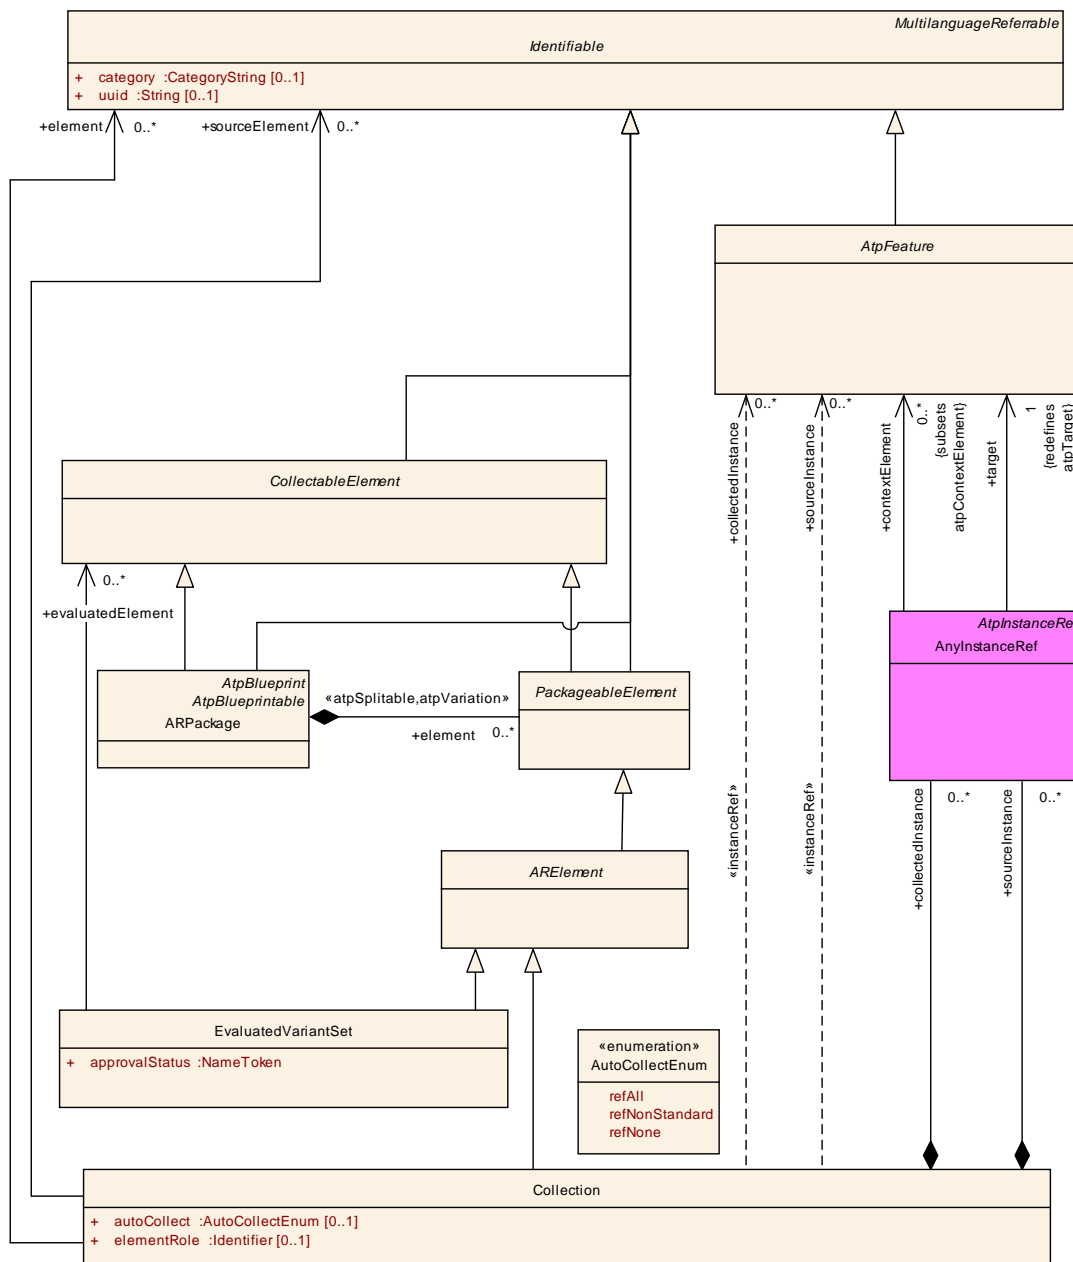 MultilanguageReferrable
Identifiable
+ category :CategoryString [0..1]
+ uuid :String [0..1]
+element 0..*
+sourceElement 0..*
AtpFeature
CollectableElement
0..*
+evaluatedElement
+collectedInstance
0..*
+sourceInstance
0..*
+contextElement
0..*
{subsets
atpContextElement}
+target
1
{redefines
atpTarget}
AtpInstanceRe
AnyInstanceRef
AtpBlueprint
AtpBlueprintable
ARPackage
«atpSplitable,atpVariation»
+element 0..*
PackageableElement
«instanceRef»
«instanceRef»
+collectedInstance
0..*
+sourceInstance
0..*
ARElement
EvaluatedVariantSet
+ approvalStatus :NameToken
«enumeration»
AutoCollectEnum
refAll
refNonStandard
refNone
Collection
+ autoCollect :AutoCollectEnum [0..1]
+ elementRole :Identifier [0..1]